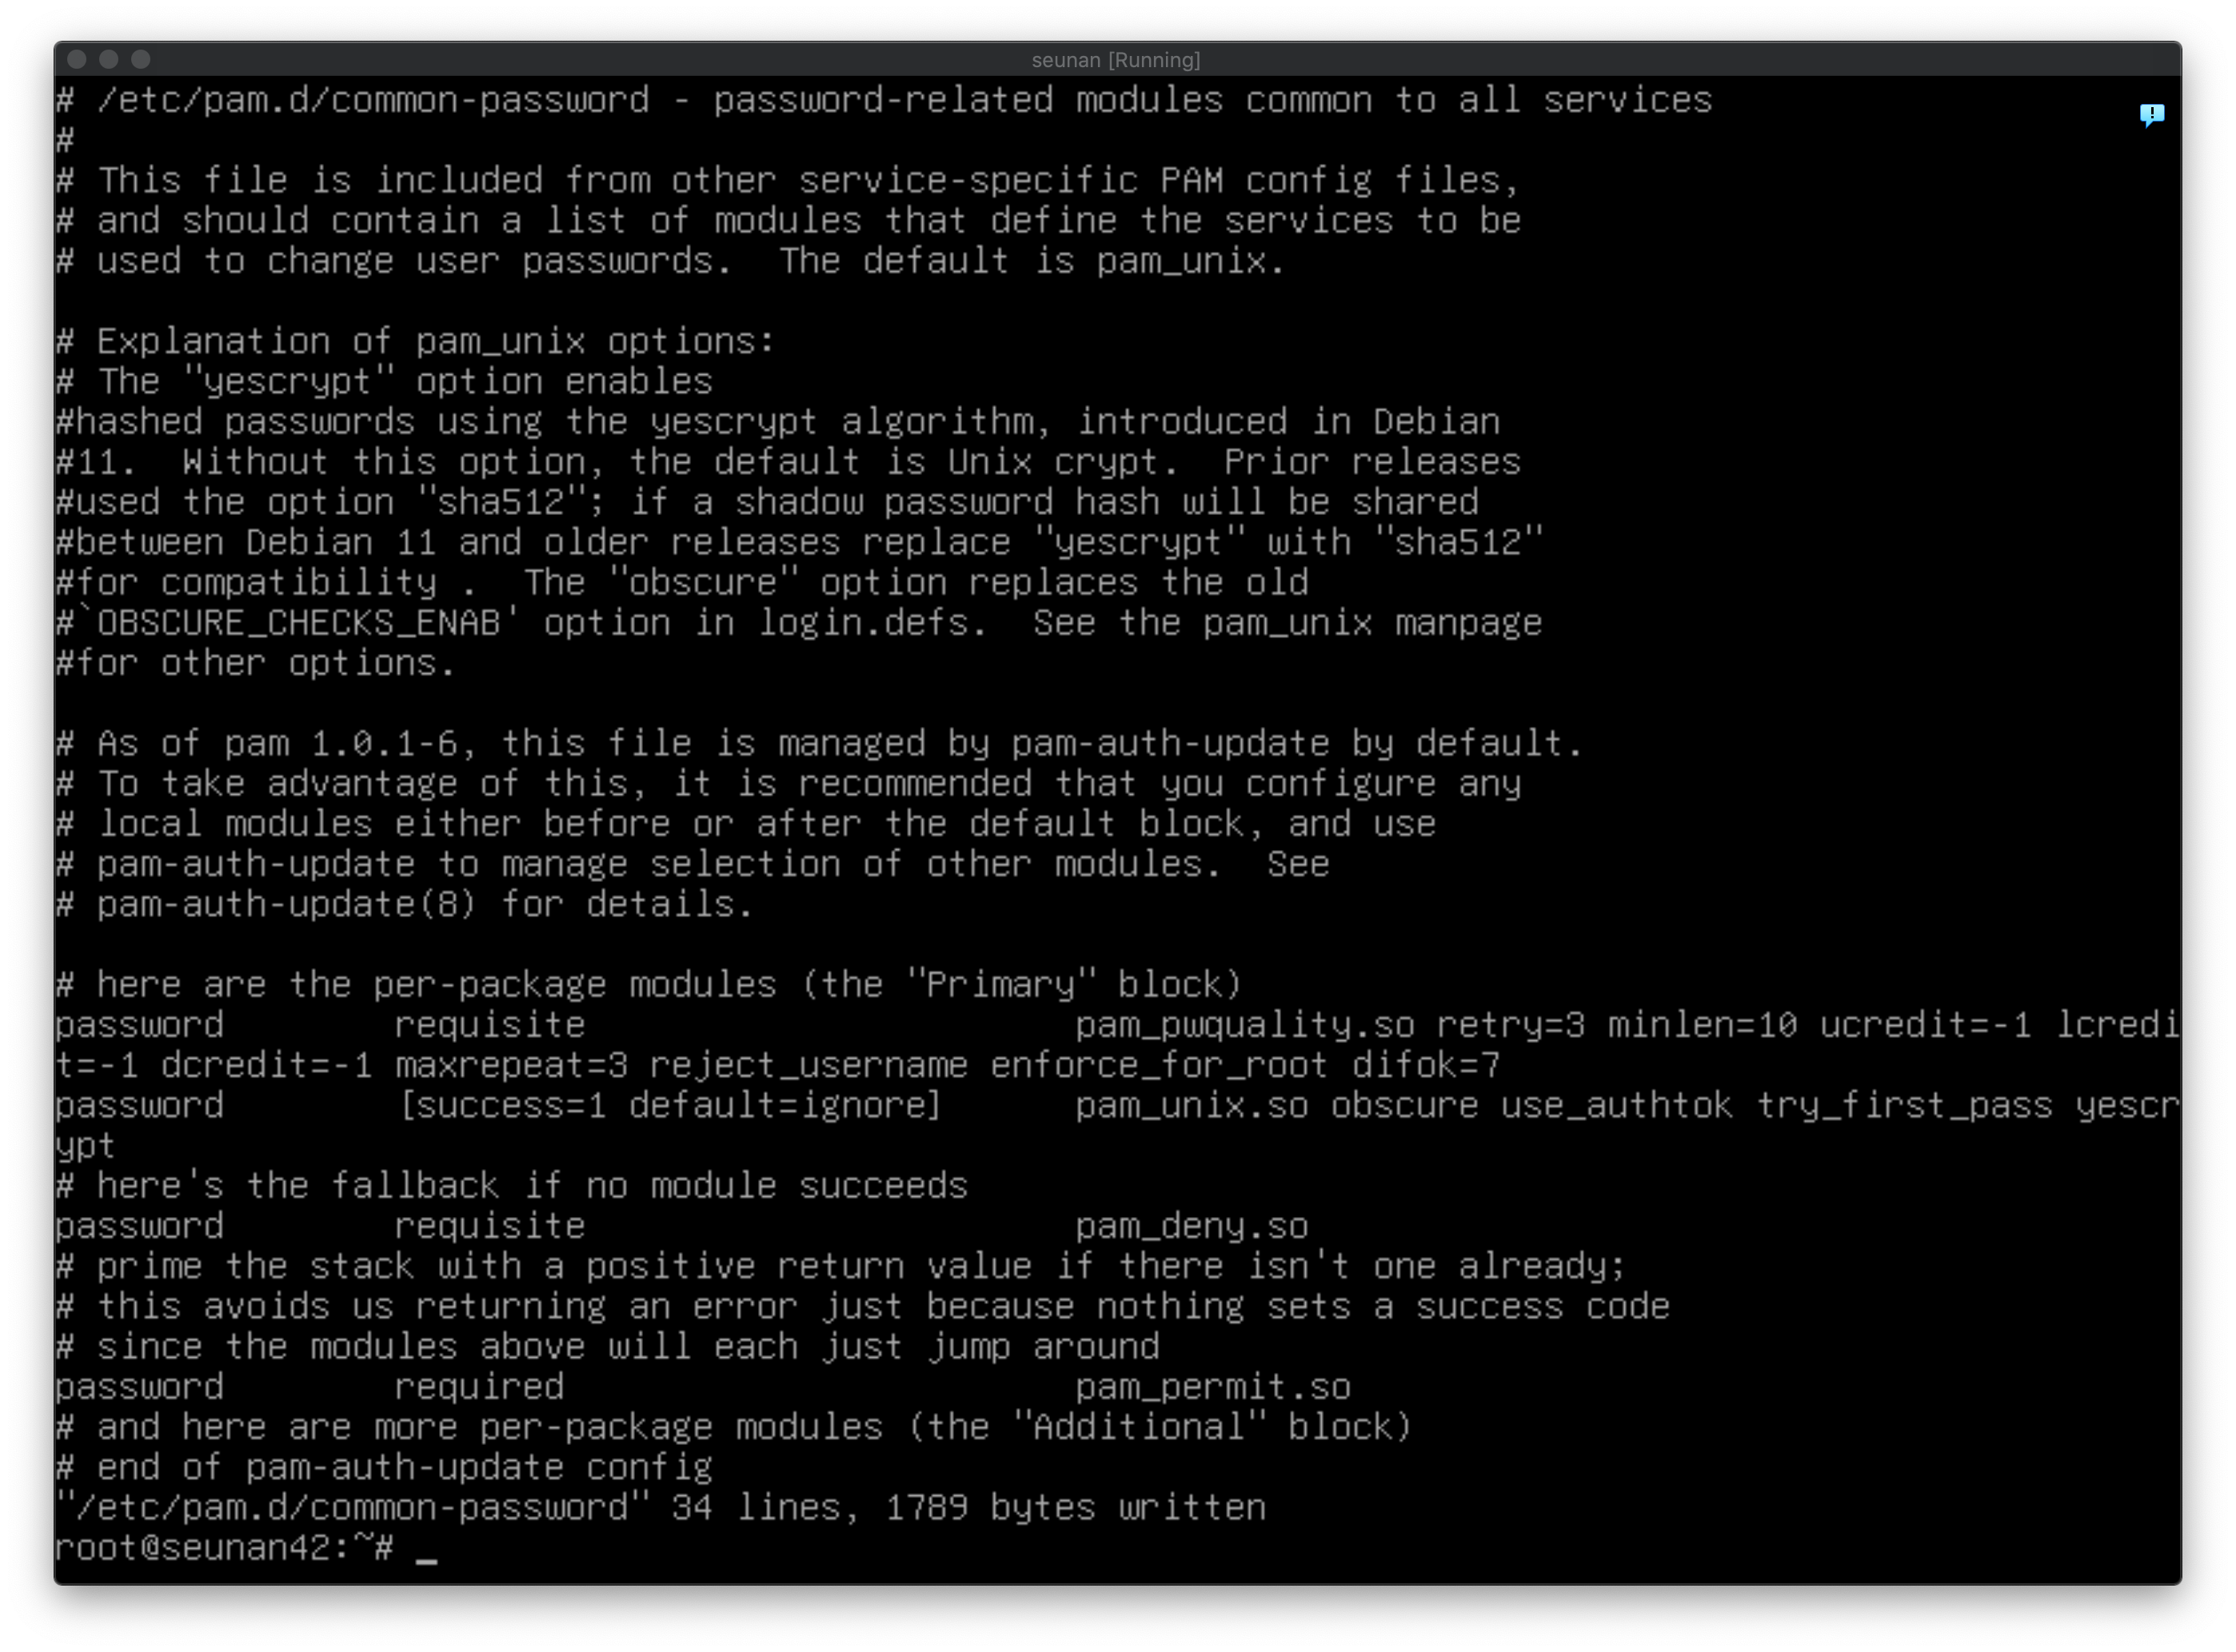 seunan [Running]
# /etc/pam.d/common-password - password-related modules common to all services
#
# This file is included from other service-specific PAM config files,
# and should contain a list of modules that define the services to be
# used to change user passwords.  The default is pam_unix.

# Explanation of pam_unix options:
# The "yescrypt" option enables
#hashed passwords using the yescrypt algorithm, introduced in Debian
#11.  Without this option, the default is Unix crypt.  Prior releases
#used the option "sha512"; if a shadow password hash will be shared
#between Debian 11 and older releases replace "yescrypt" with "sha512"
#for compatibility .  The "obscure" option replaces the old
#`OBSCURE_CHECKS_ENAB' option in login.defs.  See the pam_unix manpage
#for other options.

# As of pam 1.0.1-6, this file is managed by pam-auth-update by default.
# To take advantage of this, it is recommended that you configure any
# local modules either before or after the default block, and use
# pam-auth-update to manage selection of other modules.  See
# pam-auth-update(8) for details.

# here are the per-package modules (the "Primary" block)
password        requisite                       pam_pwquality.so retry=3 minlen=10 ucredit=-1 lcredi
t=-1 dcredit=-1 maxrepeat=3 reject_username enforce_for_root difok=7
password        [success=1 default=ignore]      pam_unix.so obscure use_authtok try_first_pass yescr
ypt
# here's the fallback if no module succeeds
password        requisite                       pam_deny.so
# prime the stack with a positive return value if there isn't one already;
# this avoids us returning an error just because nothing sets a success code
# since the modules above will each just jump around
password        required                        pam_permit.so
# and here are more per-package modules (the "Additional" block)
# end of pam-auth-update config
"/etc/pam.d/common-password" 34 lines, 1789 bytes written
root@seunan42:~# _